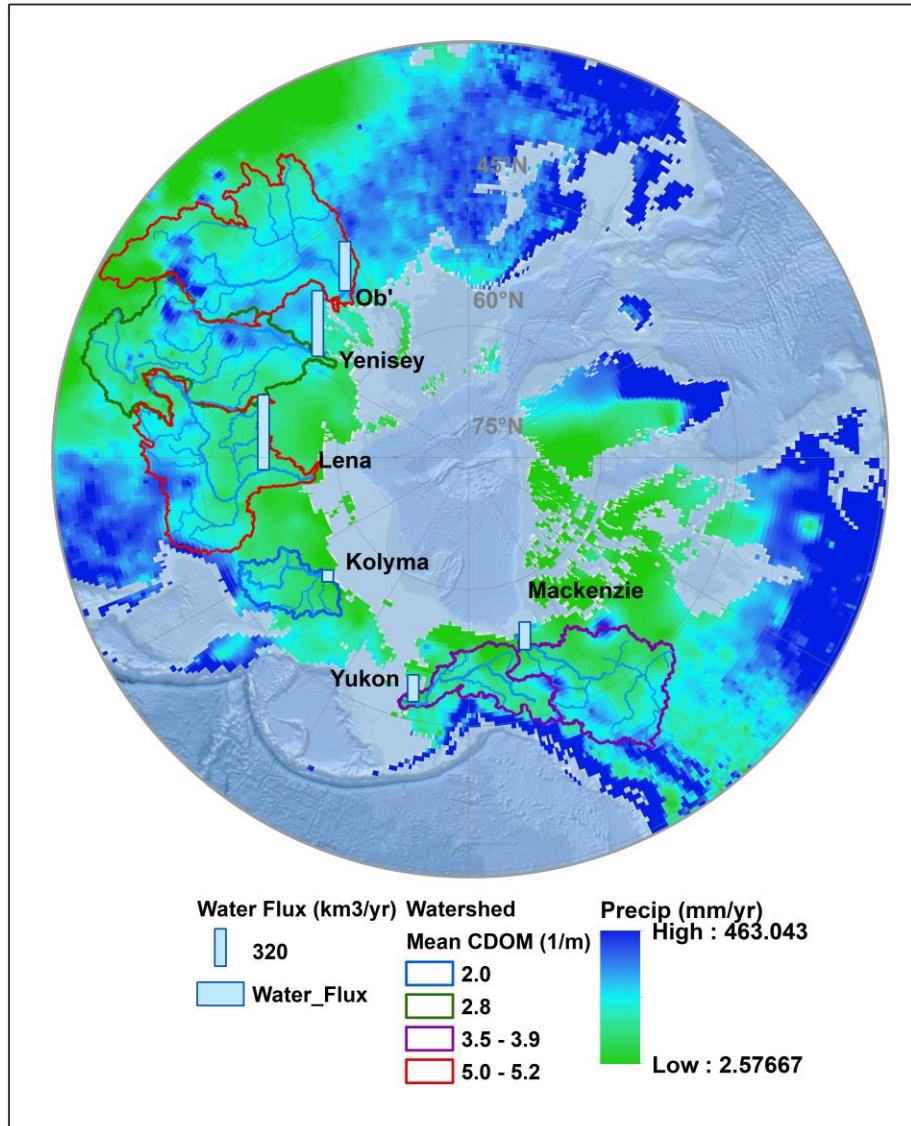 45°N
60°N
Ob'
Yenisey
75°N
Lena
Kolyma
Mackenzie
Yukon
Water Flux (km3/yr)
320
Water_Flux
Watershed
Mean CDOM (1/m)
2.0
2.8
3.5 - 3.9
5.0 - 5.2
Precip (mm/yr)
High : 463.043
Low : 2.57667